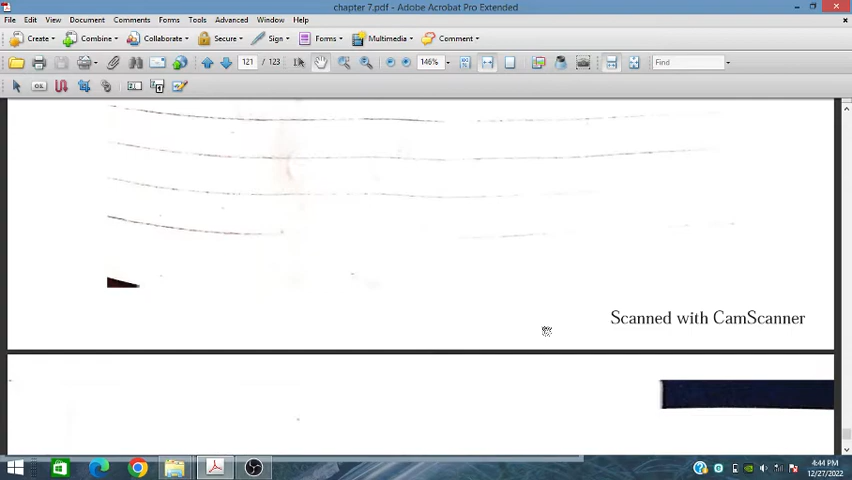 chapter 7.pdf - Adobe Acrobat Pro Extended
File Edit View Document Comments Forms Tools Advanced Window Help
Create Combine Collaborate Secure Sign Forms Multimedia Comment
121 / 123 146% Find
Scanned with CamScanner
4:44 PM
12/27/2022